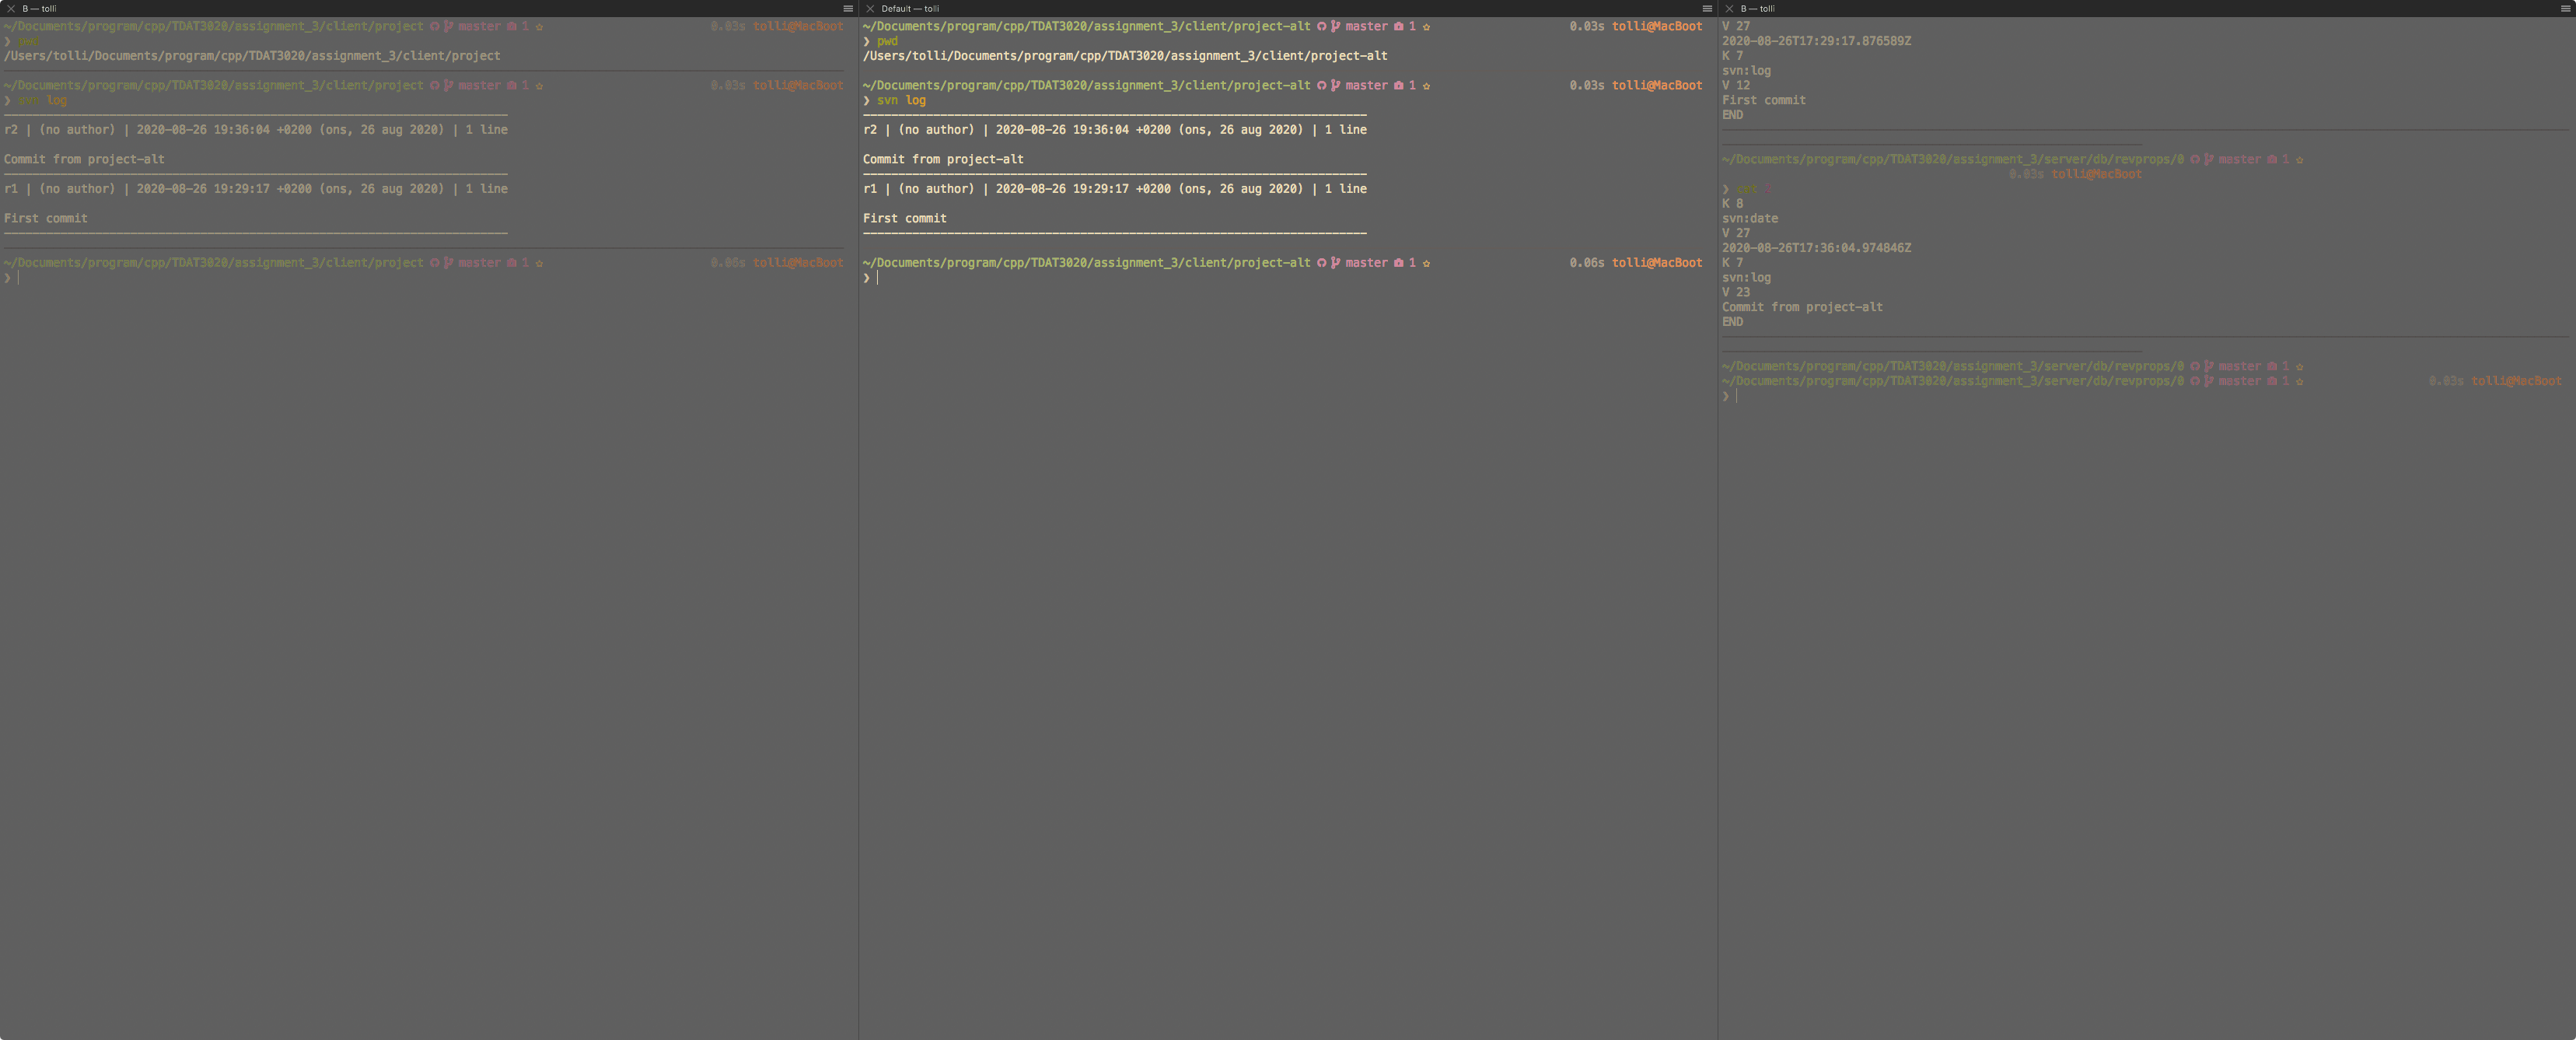 B — tolli
~/Documents/program/cpp/TDAT3020/assignment_3/client/project master 1 ☆ 0.03s tolli@MacBoot
❯ pwd
/Users/tolli/Documents/program/cpp/TDAT3020/assignment_3/client/project
~/Documents/program/cpp/TDAT3020/assignment_3/client/project master 1 ☆ 0.03s tolli@MacBoot
❯ svn log
------------------------------------------------------------------------
r2 | (no author) | 2020-08-26 19:36:04 +0200 (ons, 26 aug 2020) | 1 line
Commit from project-alt
------------------------------------------------------------------------
r1 | (no author) | 2020-08-26 19:29:17 +0200 (ons, 26 aug 2020) | 1 line
First commit
------------------------------------------------------------------------
~/Documents/program/cpp/TDAT3020/assignment_3/client/project master 1 ☆ 0.06s tolli@MacBoot
❯
Default — tolli
~/Documents/program/cpp/TDAT3020/assignment_3/client/project-alt master 1 ☆ 0.03s tolli@MacBoot
❯ pwd
/Users/tolli/Documents/program/cpp/TDAT3020/assignment_3/client/project-alt
~/Documents/program/cpp/TDAT3020/assignment_3/client/project-alt master 1 ☆ 0.03s tolli@MacBoot
❯ svn log
------------------------------------------------------------------------
r2 | (no author) | 2020-08-26 19:36:04 +0200 (ons, 26 aug 2020) | 1 line
Commit from project-alt
------------------------------------------------------------------------
r1 | (no author) | 2020-08-26 19:29:17 +0200 (ons, 26 aug 2020) | 1 line
First commit
------------------------------------------------------------------------
~/Documents/program/cpp/TDAT3020/assignment_3/client/project-alt master 1 ☆ 0.06s tolli@MacBoot
❯
B — tolli
V 27
2020-08-26T17:29:17.876589Z
K 7
svn:log
V 12
First commit
END
~/Documents/program/cpp/TDAT3020/assignment_3/server/db/revprops/0 master 1 ☆
0.03s tolli@MacBoot
❯ cat
K 8
svn:date
V 27
2020-08-26T17:36:04.974846Z
K 7
svn:log
V 23
Commit from project-alt
END
~/Documents/program/cpp/TDAT3020/assignment_3/server/db/revprops/0 master 1 ☆
~/Documents/program/cpp/TDAT3020/assignment_3/server/db/revprops/0 master 1 ☆ 0.03s tolli@MacBoot
❯